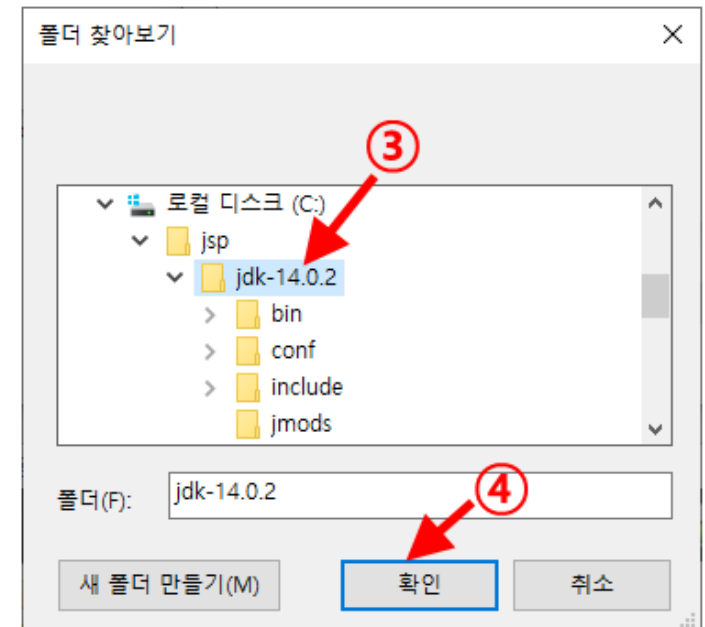 폴더 찾아보기
③
로컬 디스크 (C:)
jsp
jdk-14.0.2
bin
conf
include
jmods
폴더(F): jdk-14.0.2
④
새 폴더 만들기(M) 확인 취소